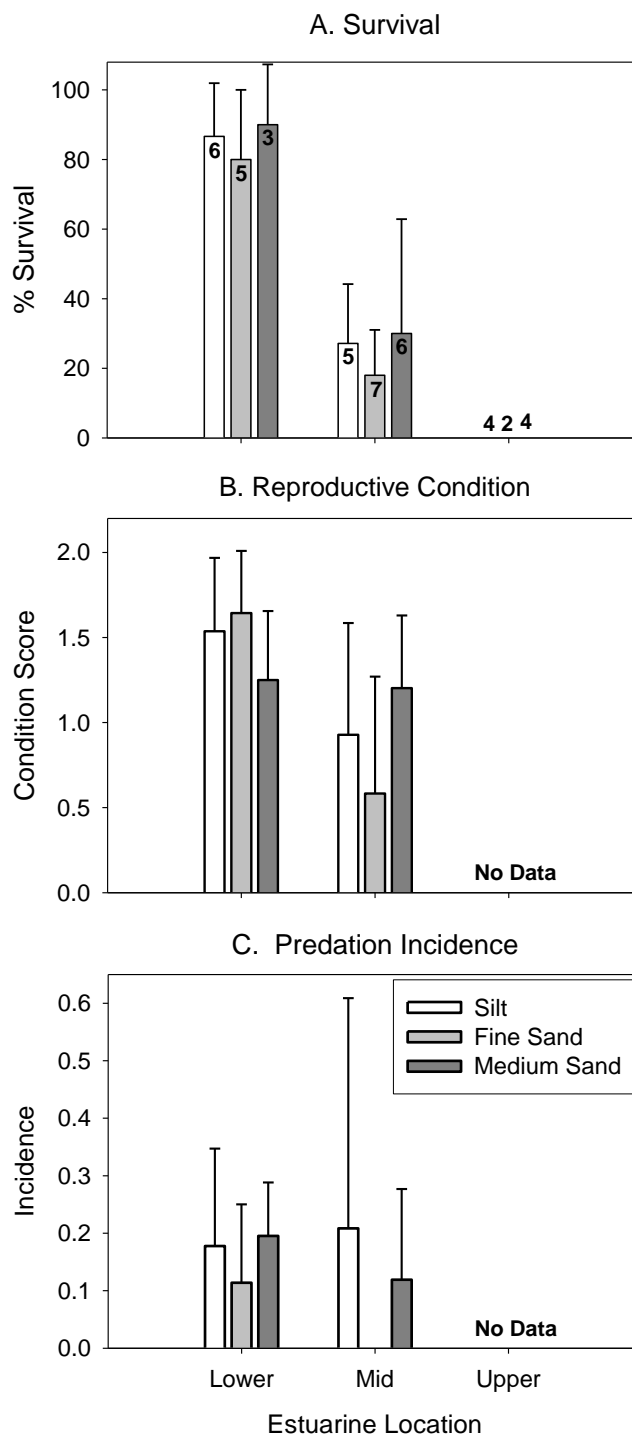 A. Survival
% Survival
100
80
60
40
20
0
6
5
3
5
7
6
4 2 4
B. Reproductive Condition
Condition Score
2.0
1.5
1.0
0.5
0.0
No Data
C. Predation Incidence
Incidence
0.6
0.5
0.4
0.3
0.2
0.1
0.0
Silt
Fine Sand
Medium Sand
No Data
Lower Mid Upper
Estuarine Location